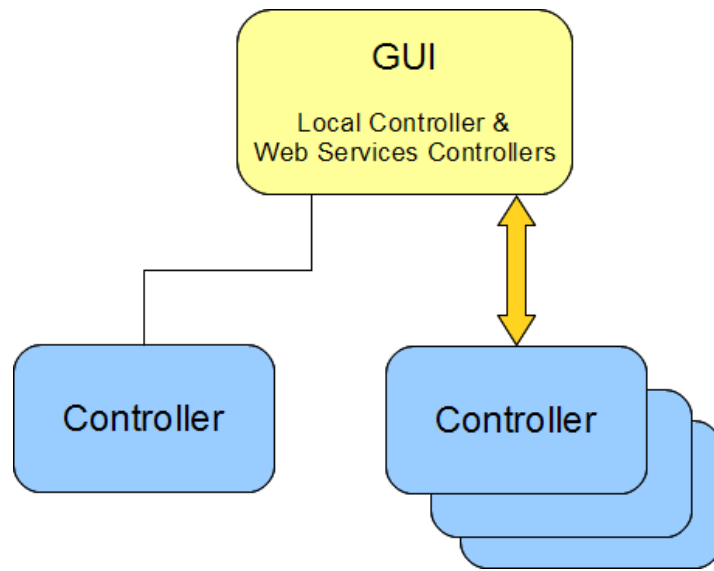 GUI
Local Controller &
Web Services Controllers
Controller
Controller